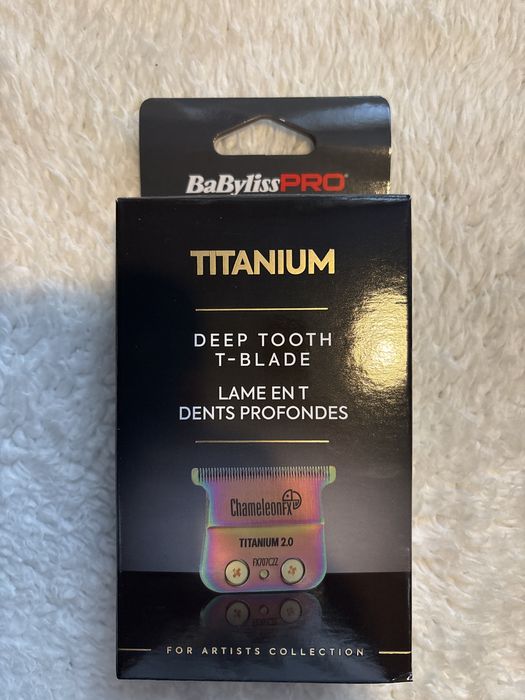 BaBylissPRO®
TITANIUM
DEEP TOOTH
T-BLADE
LAME EN T
DENTS PROFONDES
ChameleonFX
TITANIUM 2.0
FX707C2Z
FOR ARTISTS COLLECTION